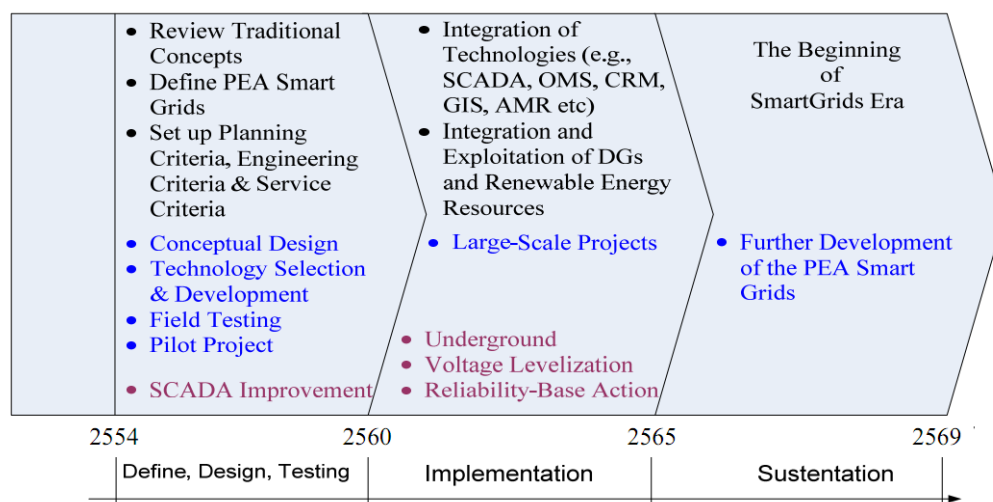 • Review Traditional
Concepts
• Define PEA Smart
Grids
• Set up Planning
Criteria, Engineering
Criteria & Service
Criteria
• Conceptual Design
• Technology Selection
& Development
• Field Testing
• Pilot Project
• SCADA Improvement
• Integration of
Technologies (e.g.,
SCADA, OMS, CRM,
GIS, AMR etc)
• Integration and
Exploitation of DGs
and Renewable Energy
Resources
• Large-Scale Projects
• Underground
• Voltage Levelization
• Reliability-Base Action
The Beginning
of
SmartGrids Era
• Further Development
of the PEA Smart
Grids
2554
2560
2565
2569
Define, Design, Testing
Implementation
Sustentation